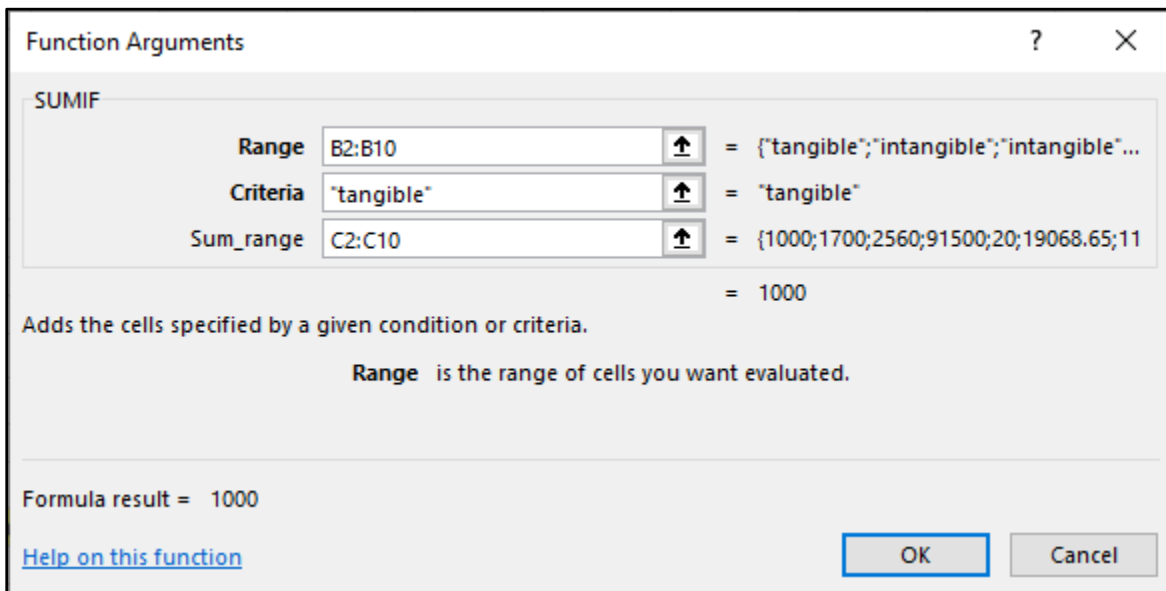 Function Arguments ? ×
SUMIF
Range B2:B10 = {"tangible";"intangible";"intangible"...
Criteria "tangible" = "tangible"
Sum_range C2:C10 = {1000;1700;2560;91500;20;19068.65;11
= 1000
Adds the cells specified by a given condition or criteria.
Range is the range of cells you want evaluated.
Formula result = 1000
Help on this function OK Cancel